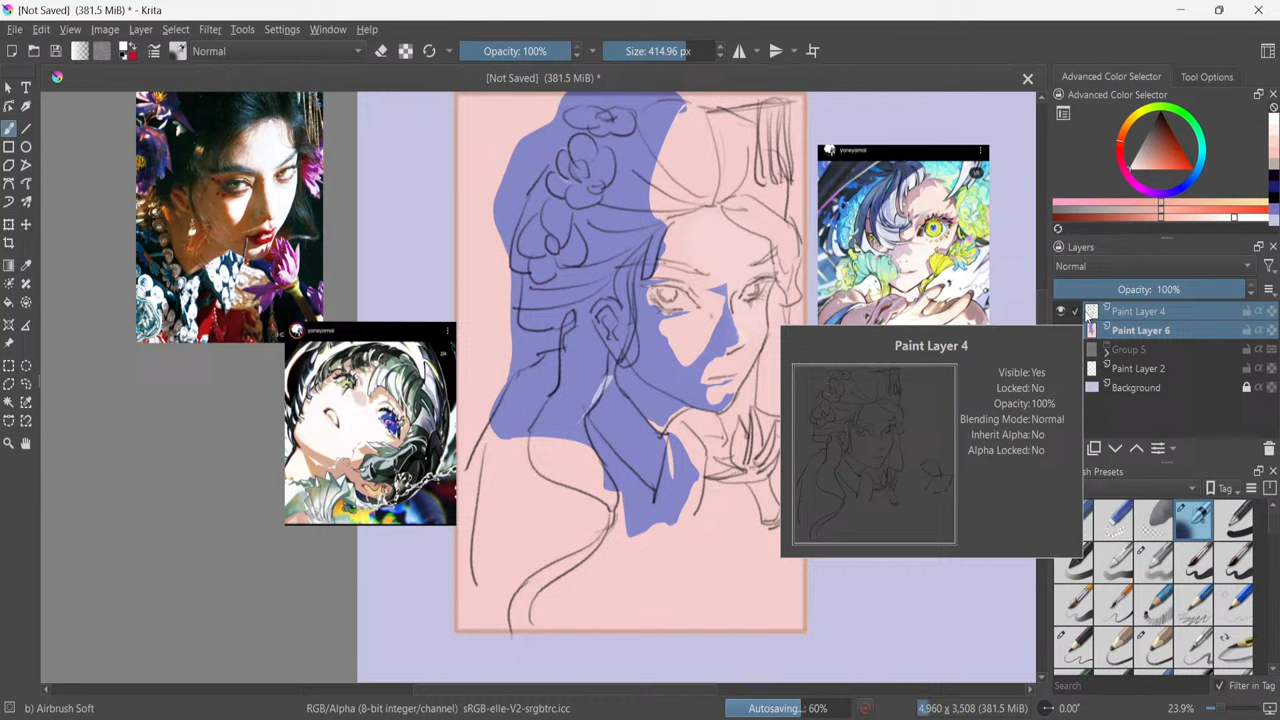 [Not Saved] (381.5 MiB) * - Krita
File Edit View Image Layer Select Filter Tools Settings Window Help
Normal
Opacity: 100%
Size: 414.96 px
[Not Saved] (381.5 MiB) *
Advanced Color Selector
Tool Options
Advanced Color Selector
yoneyamai
yoneyamai
Layers
Normal
Opacity: 100%
Paint Layer 4
Paint Layer 6
Group 5
Paint Layer 2
Background
Paint Layer 4
Visible: Yes
Locked: No
Opacity: 100%
Blending Mode: Normal
Inherit Alpha: No
Alpha Locked: No
sh Presets
Tag
Search
Filter in Tag
b) Airbrush Soft
RGB/Alpha (8-bit integer/channel) sRGB-elle-V2-srgbtrc.icc
Autosaving...: 60%
4,960 x 3,508 (381.5 MiB)
0.00°
23.9%